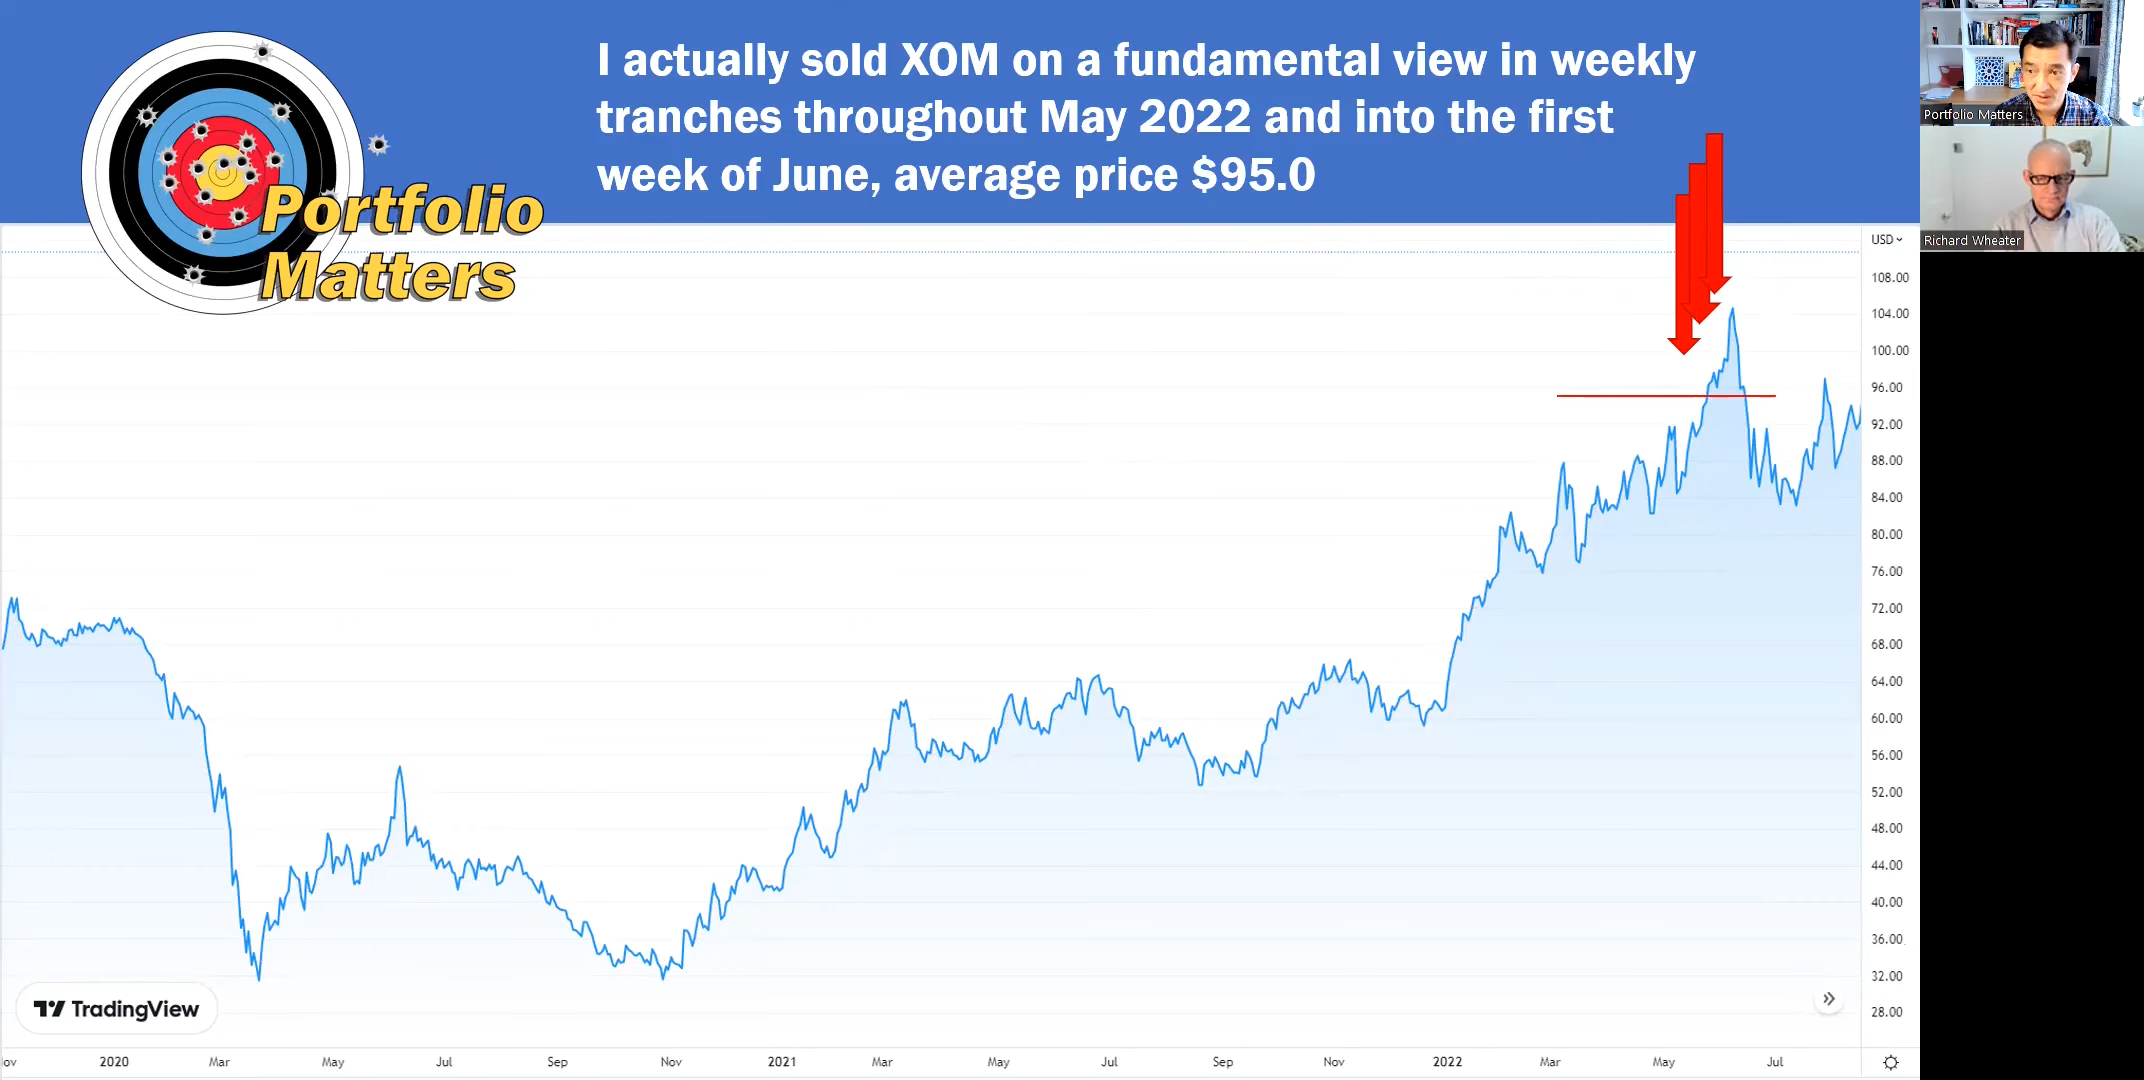 I actually sold XOM on a fundamental view in weekly
tranches throughout May 2022 and into the first
week of June, average price $95.0
Portfolio
Matters
Portfolio Matters
Richard Wheater
USD
108.00
104.00
100.00
96.00
92.00
88.00
84.00
80.00
76.00
72.00
68.00
64.00
60.00
56.00
52.00
48.00
44.00
40.00
36.00
32.00
28.00
TradingView
ov 2020 Mar May Jul Sep Nov 2021 Mar May Jul Sep Nov 2022 Mar May Jul